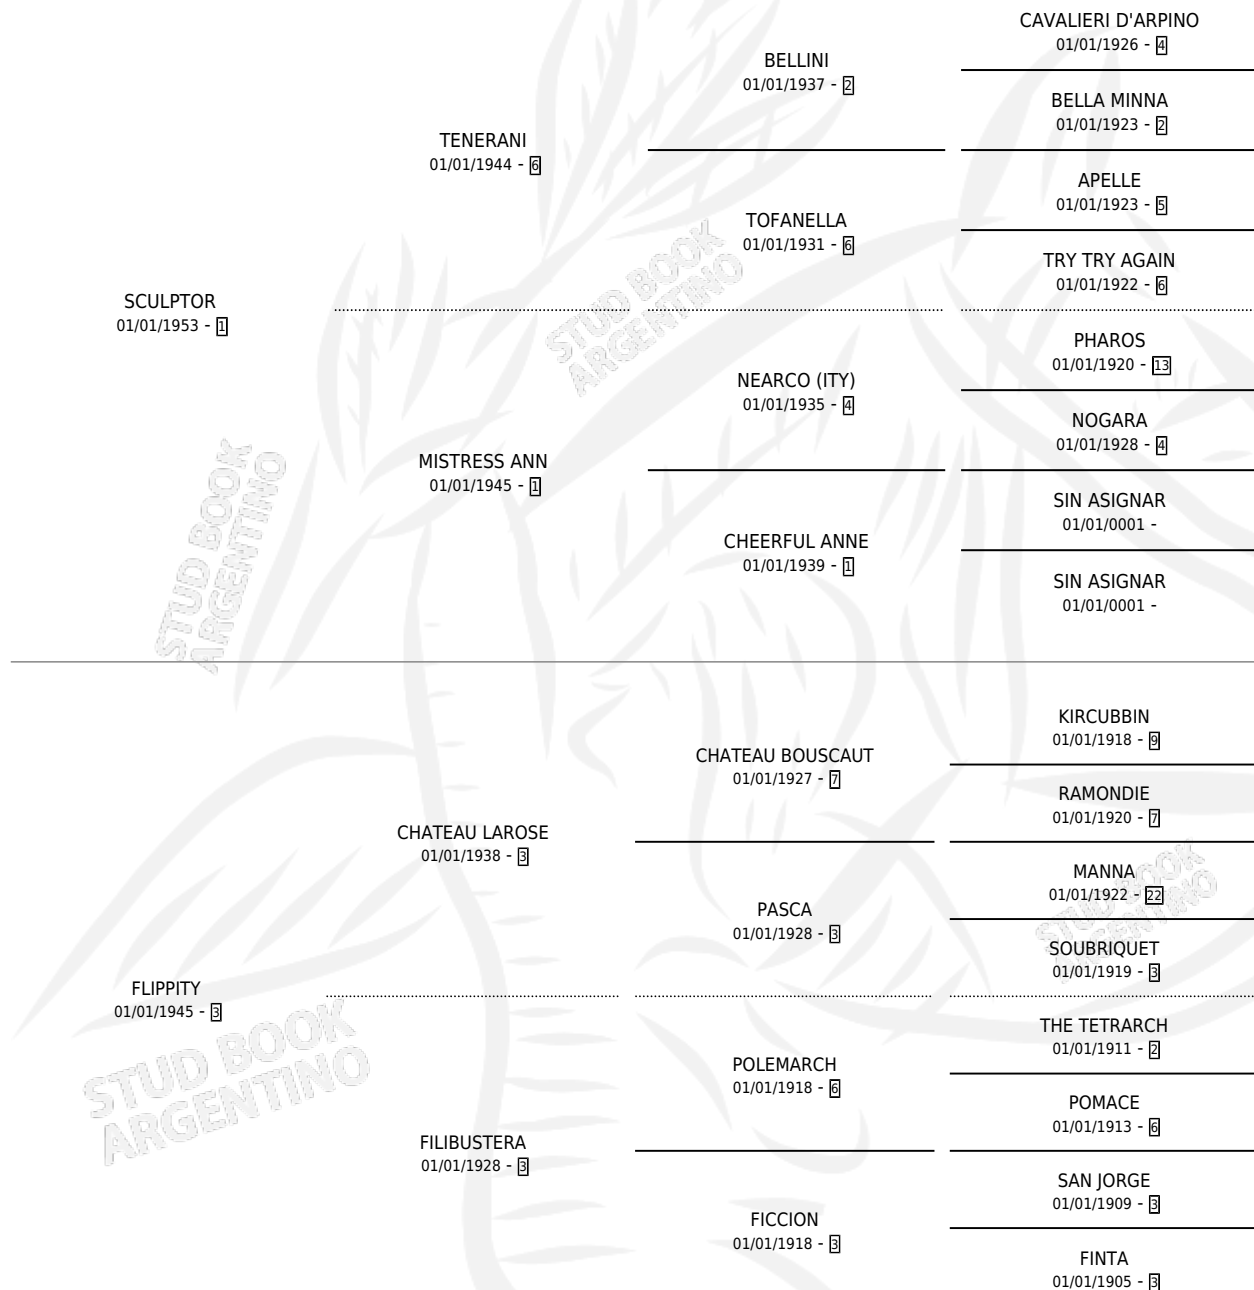 CAVALIERI D'ARPINO
01/01/1926 - 4
BELLINI
01/01/1937 - 2
BELLA MINNA
01/01/1923 - 2
TENERANI
01/01/1944 - 6
APELLE
01/01/1923 - 5
TOFANELLA
01/01/1931 - 6
TRY TRY AGAIN
01/01/1922 - 6
SCULPTOR
01/01/1953 - 1
STUD BOOK
ARGENTINO
PHAROS
01/01/1920 - 13
NEARCO (ITY)
01/01/1935 - 4
NOGARA
01/01/1928 - 4
MISTRESS ANN
01/01/1945 - 1
SIN ASIGNAR
01/01/0001 -
CHEERFUL ANNE
01/01/1939 - 1
SIN ASIGNAR
01/01/0001 -
STUD BOOK
ARGENTINO
KIRCUBBIN
01/01/1918 - 9
CHATEAU BOUSCAUT
01/01/1927 - 7
RAMONDIE
01/01/1920 - 7
CHATEAU LAROSE
01/01/1938 - 3
MANNA
01/01/1922 - 22
PASCA
01/01/1928 - 3
STUD BOOK
ARGENTINO
SOUBRIQUET
01/01/1919 - 3
FLIPPITY
01/01/1945 - 3
THE TETRARCH
01/01/1911 - 2
POLEMARCH
01/01/1918 - 6
STUD BOOK
ARGENTINO
POMACE
01/01/1913 - 6
FILIBUSTERA
01/01/1928 - 3
SAN JORGE
01/01/1909 - 3
FICCION
01/01/1918 - 3
FINTA
01/01/1905 - 3